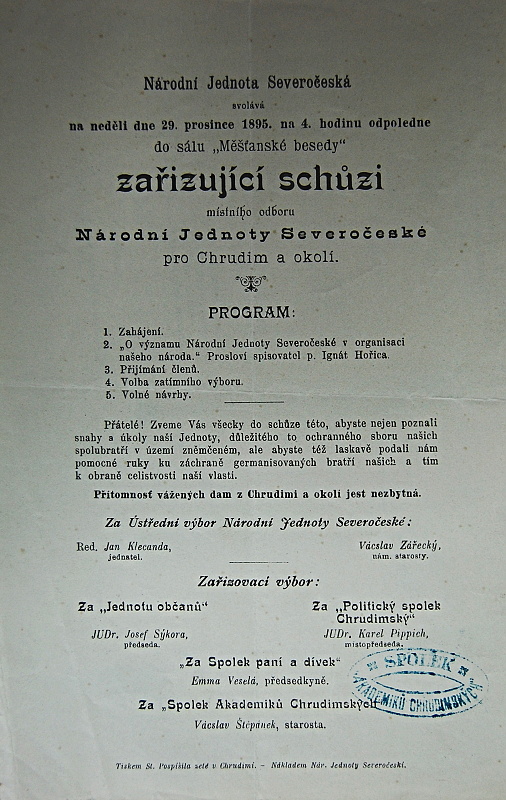 Národní Jednota Severočeská
svolává
na neděli dne 29. prosince 1895. na 4. hodinu odpoledne
do sálu „Měšťanské besedy“
zařizující schůzi
místního odboru
Národní Jednoty Severočeské
pro Chrudim a okolí.
PROGRAM:
1. Zahájení.
2. „O významu Národní Jednoty Severočeské v organisaci
našeho národa.“ Prosloví spisovatel p. Ignát Hořica.
3. Přijímání členů.
4. Volba zatímního výboru.
5. Volné návrhy.
Přátelé! Zveme Vás všecky do schůze této, abyste nejen poznali
snahy a úkoly naší Jednoty, důležitého to ochranného sboru našich
spolubratří v území zněmčeném, ale abyste též laskavě podali nám
pomocné ruky ku záchraně germanisovaných bratří našich a tím
k obraně celistvosti naší vlasti.
Přítomnost vážených dam z Chrudimi a okolí jest nezbytná.
Za Ústřední výbor Národní Jednoty Severočeské:
Red. Jan Klecanda, Vácslav Zářecký,
jednatel. nám. starosty.
Zařizovací výbor:
Za „Jednotu občanů“ Za „Politický spolek
Chrudimský“
JUDr. Josef Sýkora, JUDr. Karel Pippich,
předseda. místopředseda.
„Za Spolek paní a dívek“
Emma Veselá, předsedkyně.
Za „Spolek Akademiků Chrudimských“
Vácslav Štěpánek, starosta.
SPOLEK
AKADEMIKŮ CHRUDIMSKÝCH
Tiskem St. Pospíšila zetě v Chrudimi. – Nákladem Nár. Jednoty Severočeské.